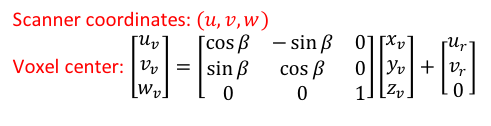 Scanner coordinates: (u, v, w)
Voxel center: [u_v v_v w_v] = [cos β − sin β 0; sin β cos β 0; 0 0 1] [x_v y_v z_v] + [u_r v_r 0]